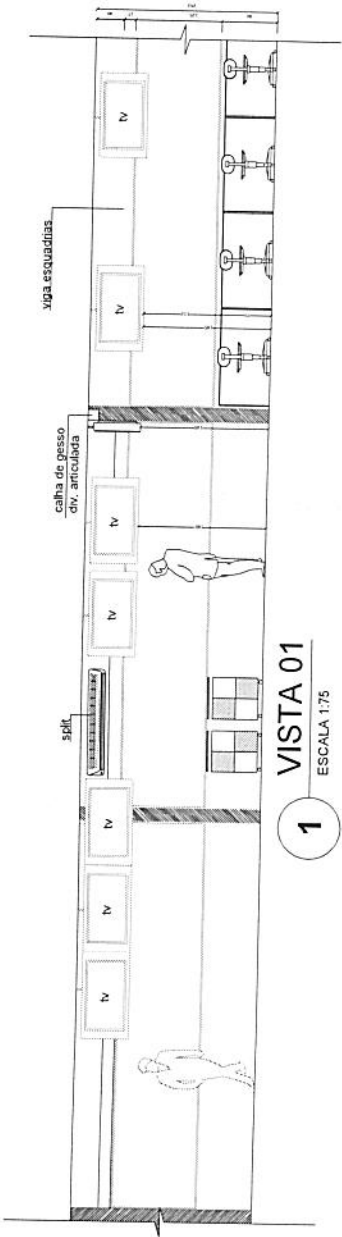 viga esquadrias
calha de gesso
div. articulada
split
tv
tv
tv
tv
tv
tv
tv
1
VISTA 01
ESCALA 1:75